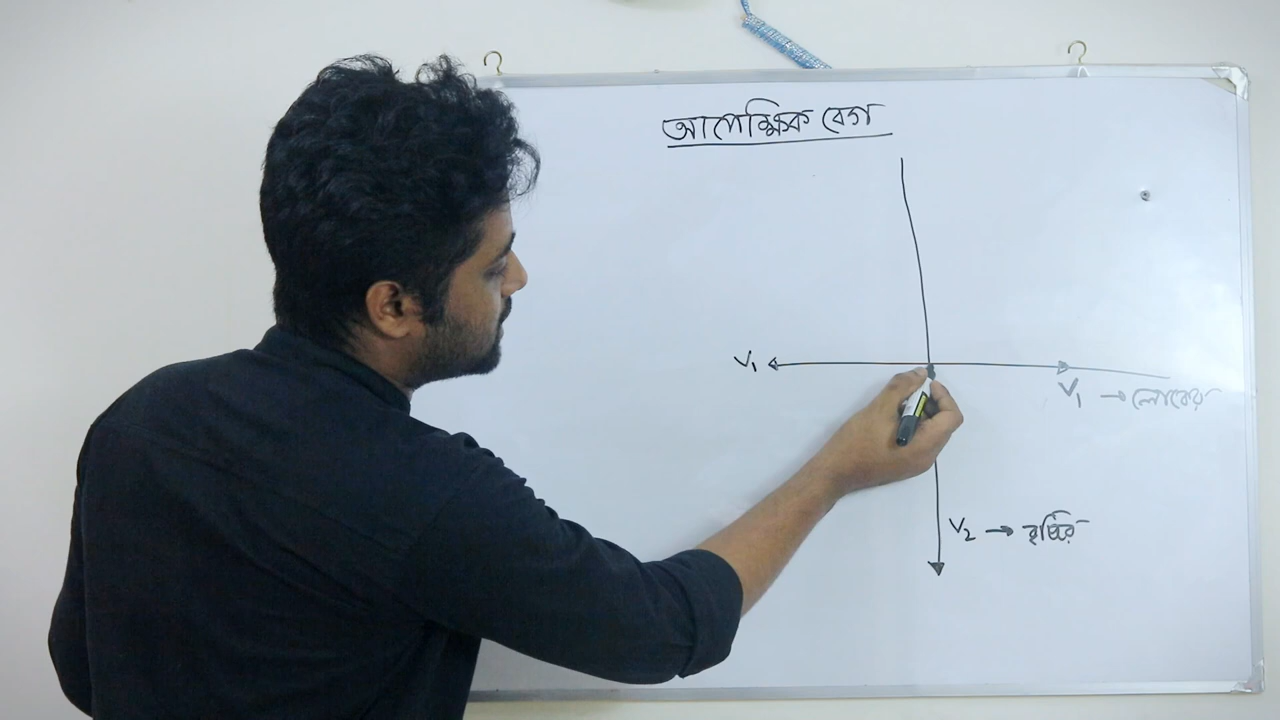 আপেক্ষিক বেগ
V₁
V₁ → লোকের
V₂ → বৃষ্টির